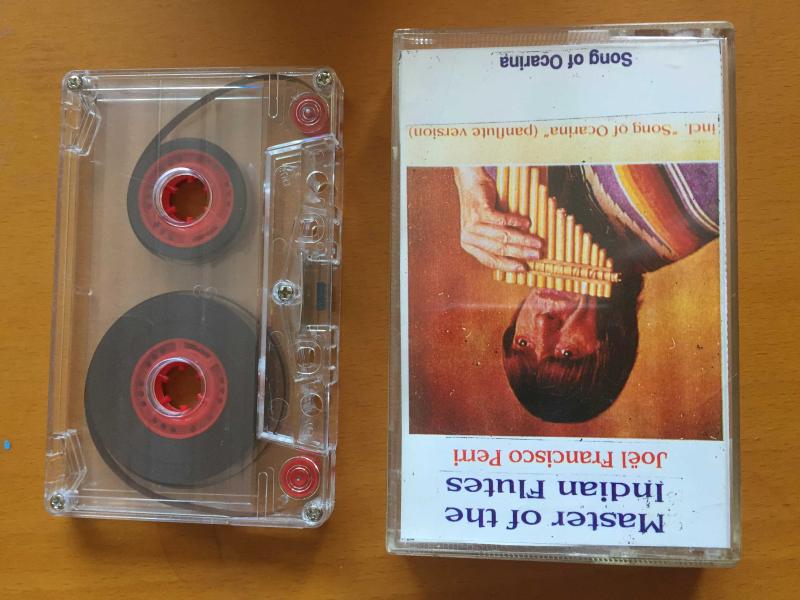 Master of the
Indian Flutes
Joël Francisco Perri
incl. "Song of Ocarina" (panflute version)
Song of Ocarina